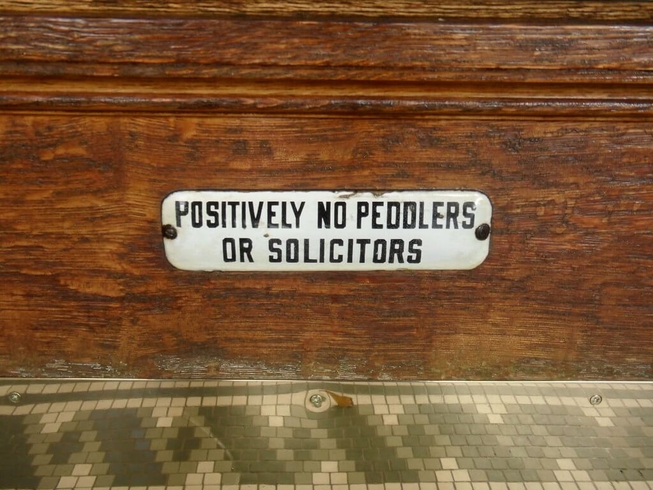 POSITIVELY NO PEDDLERS
OR SOLICITORS